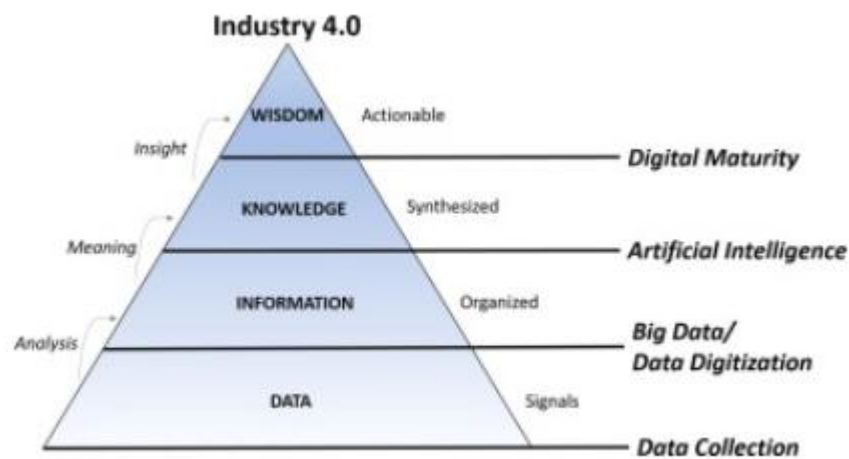 Industry 4.0
WISDOM
Actionable
Insight
Digital Maturity
KNOWLEDGE
Synthesized
Meaning
Artificial Intelligence
INFORMATION
Organized
Analysis
Big Data/
Data Digitization
DATA
Signals
Data Collection